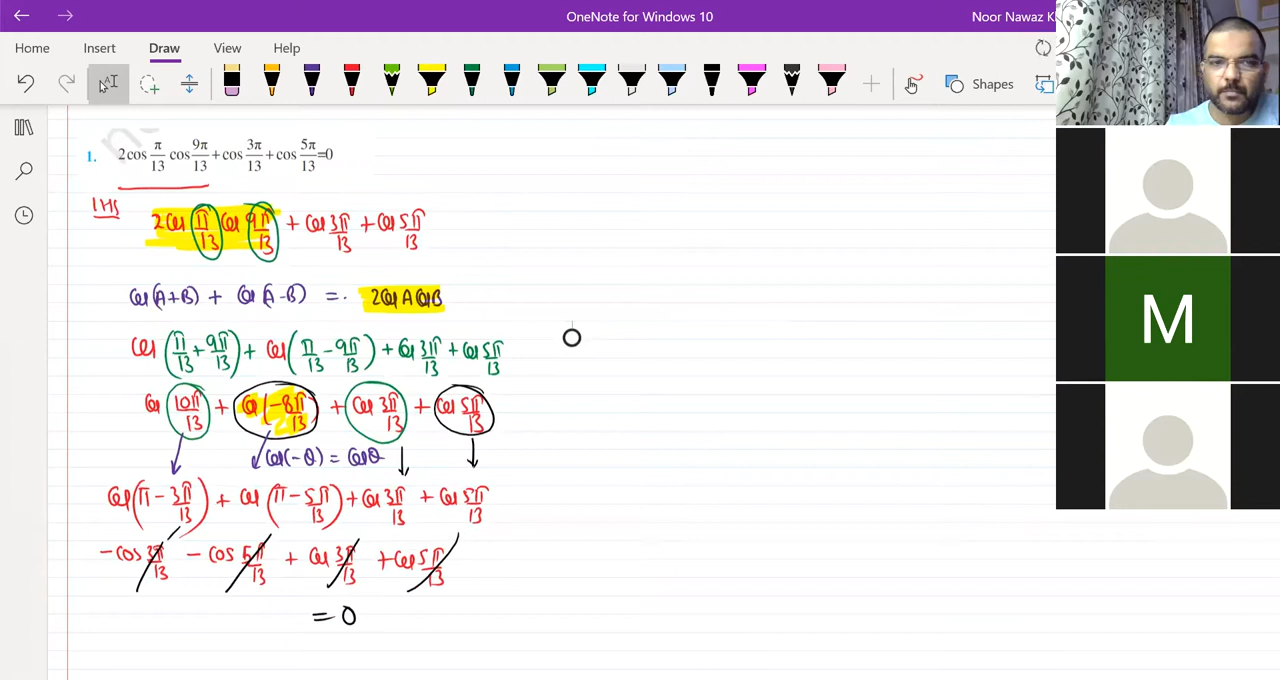 OneNote for Windows 10
Noor Nawaz K
Home Insert Draw View Help
Shapes
1. 2cos π/13 cos 9π/13 + cos 3π/13 + cos 5π/13 = 0
LHS
2cos π/13 cos 9π/13 + cos 3π/13 + cos 5π/13
cos(A+B) + cos(A-B) = 2cosAcosB
cos(π/13 + 9π/13) + cos(π/13 - 9π/13) + cos 3π/13 + cos 5π/13
cos 10π/13 + cos(-8π/13) + cos 3π/13 + cos 5π/13
cos(-θ) = cosθ
cos(π - 3π/13) + cos(π - 5π/13) + cos 3π/13 + cos 5π/13
-cos 3π/13 - cos 5π/13 + cos 3π/13 + cos 5π/13
= 0
M